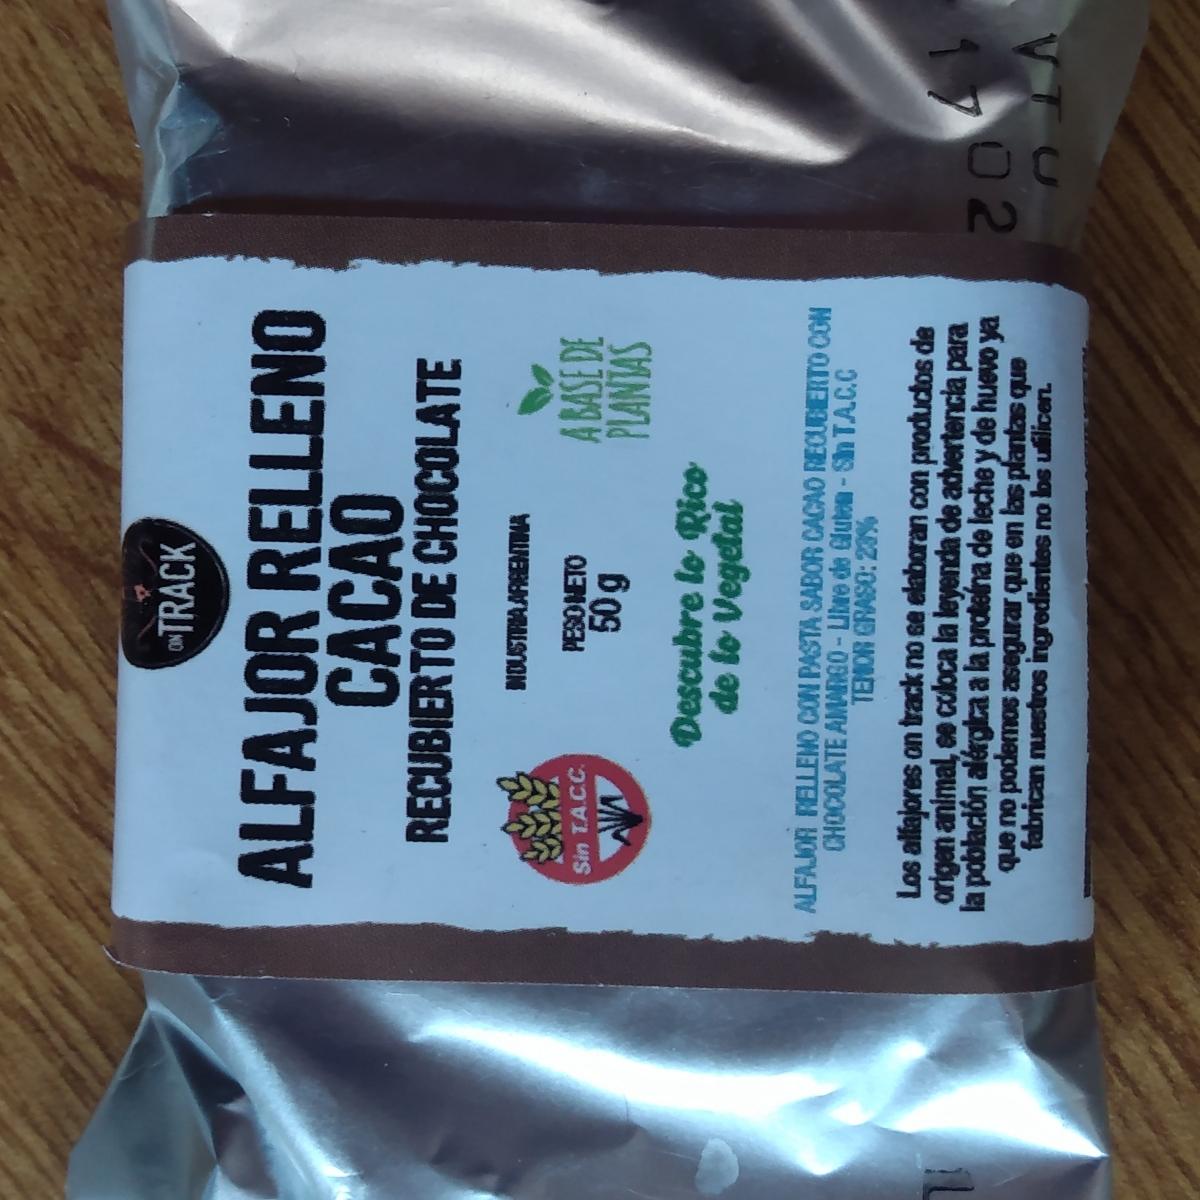 ON TRACK
ALFAJOR RELLENO
CACAO
RECUBIERTO DE CHOCOLATE
INDUSTRIA ARGENTINA
Sin T.A.C.C.
PESO NETO
50 g
A BASE DE
PLANTAS
Descubre lo Rico
de lo Vegetal
ALFAJOR RELLENO CON PASTA SABOR CACAO RECUBIERTO CON
CHOCOLATE AMARGO - Libre de Gluten - Sin T.A.C.C
TENOR GRASO: 29%
Los alfajores on track no se elaboran con productos de
origen animal, se coloca la leyenda de advertencia para
la población alérgica a la proteína de leche y de huevo ya
que no podemos asegurar que en las plantas que
fabrican nuestros ingredientes no los utilicen.
VTO
1702